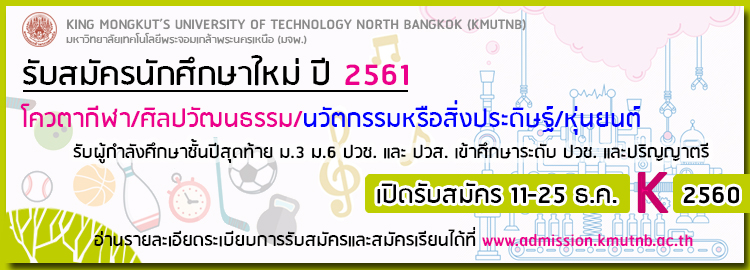 KING MONGKUT'S UNIVERSITY OF TECHNOLOGY NORTH BANGKOK (KMUTNB)
มหาวิทยาลัยเทคโนโลยีพระจอมเกล้าพระนครเหนือ (มจพ.)
รับสมัครนักศึกษาใหม่ ปี 2561
โควตากีฬา/ศิลปวัฒนธรรม/นวัตกรรมหรือสิ่งประดิษฐ์/หุ่นยนต์
รับผู้กำลังศึกษาชั้นปีสุดท้าย ม.3 ม.6 ปวช. และ ปวส. เข้าศึกษาระดับ ปวช. และปริญญาตรี
เปิดรับสมัคร 11-25 ธ.ค. K 2560
อ่านรายละเอียดระเบียบการรับสมัครและสมัครเรียนได้ที่ www.admission.kmutnb.ac.th